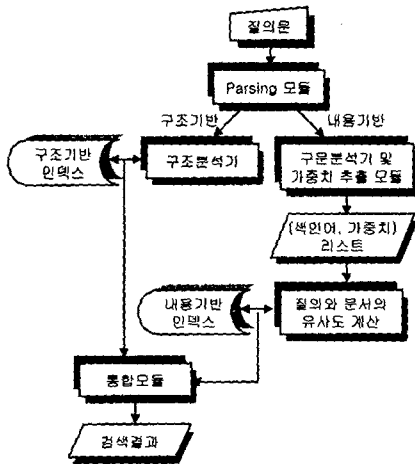 질의문
Parsing 모듈
구조기반
내용기반
구조기반
인덱스
구조분석기
구문분석기 및
가중치 추출 모듈
(색인어, 가중치)
리스트
내용기반
인덱스
질의와 문서의
유사도 계산
통합모듈
검색결과